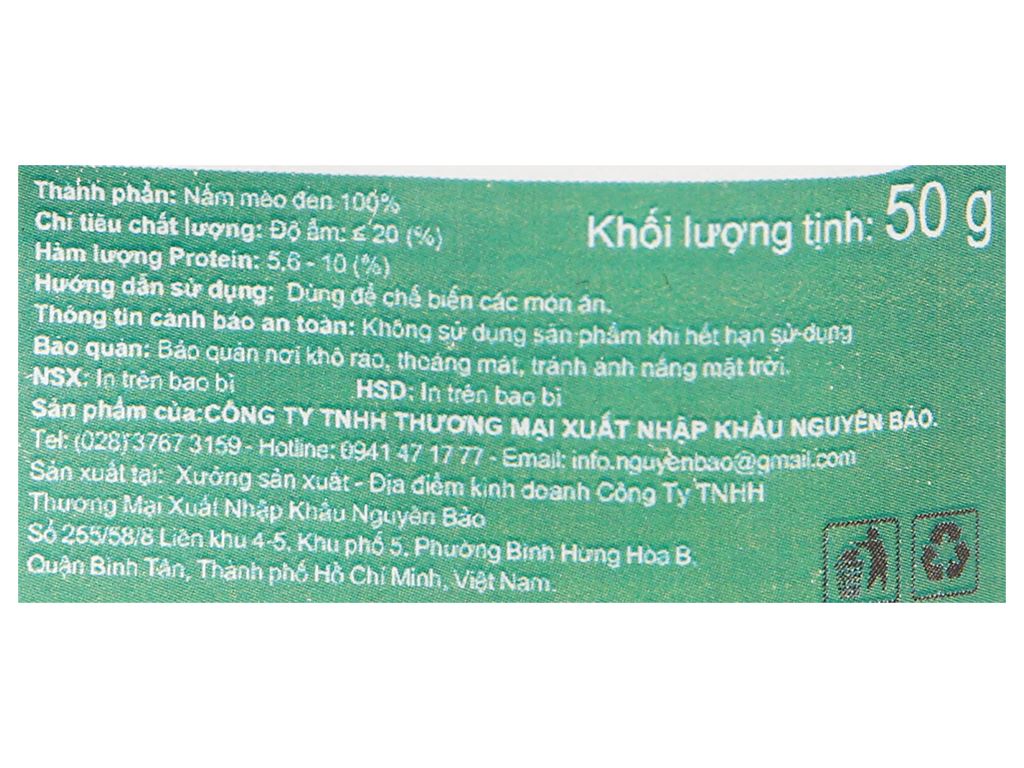 Thành phần: Nấm mèo đen 100%
Chỉ tiêu chất lượng: Độ ẩm: ≤ 20 (%)
Khối lượng tịnh: 50 g
Hàm lượng Protein: 5,6 - 10 (%)
Hướng dẫn sử dụng: Dùng để chế biến các món ăn.
Thông tin cảnh báo an toàn: Không sử dụng sản phẩm khi hết hạn sử dụng
Bảo quản: Bảo quản nơi khô ráo, thoáng mát, tránh ánh nắng mặt trời.
NSX: In trên bao bì HSD: In trên bao bì
Sản phẩm của: CÔNG TY TNHH THƯƠNG MẠI XUẤT NHẬP KHẨU NGUYÊN BẢO.
Tel: (028) 3767 3159 - Hotline: 0941 47 17 77 - Email: info.nguyenbao@gmail.com
Sản xuất tại: Xưởng sản xuất - Địa điểm kinh doanh Công Ty TNHH
Thương Mại Xuất Nhập Khẩu Nguyên Bảo
Số 255/58/8 Liên khu 4-5, Khu phố 5, Phường Bình Hưng Hòa B,
Quận Bình Tân, Thành phố Hồ Chí Minh, Việt Nam.